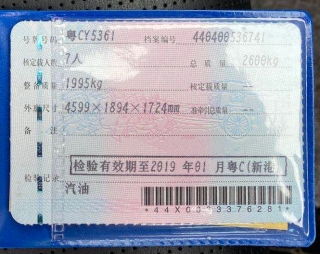 号牌号码 粤CY5361 档案编号 440400536741
核定载人数 7人 总质量 2600kg
整备质量 1995kg 核定载质量 --
外廓尺寸 4599×1894×1724mm 准牵引总质量 --
备注
检验有效期至2019年01月粤C(新港)
检验记录
汽油